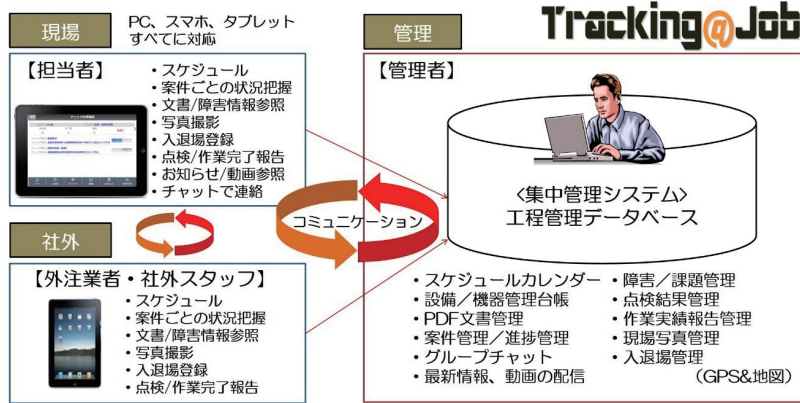 現場
PC、スマホ、タブレット
すべてに対応
【担当者】
・スケジュール
・案件ごとの状況把握
・文書/障害情報参照
・写真撮影
・入退場登録
・点検/作業完了報告
・お知らせ/動画参照
・チャットで連絡
社外
【外注業者・社外スタッフ】
・スケジュール
・案件ごとの状況把握
・文書/障害情報参照
・写真撮影
・入退場登録
・点検/作業完了報告
コミュニケーション
管理
Tracking@Job
【管理者】
<集中管理システム>
工程管理データベース
・スケジュールカレンダー
・設備/機器管理台帳
・PDF文書管理
・案件管理/進捗管理
・グループチャット
・最新情報、動画の配信
・障害/課題管理
・点検結果管理
・作業実績報告管理
・現場写真管理
・入退場管理
(GPS&地図)